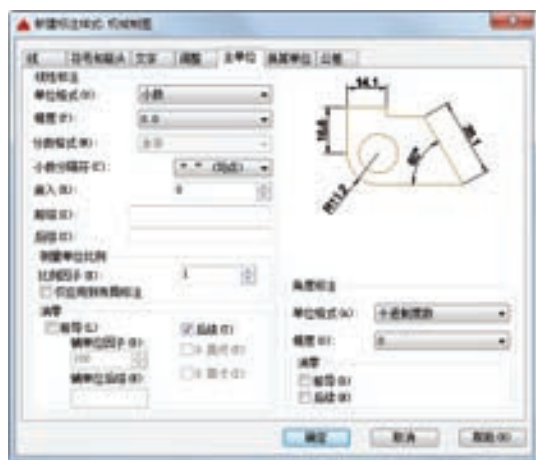 新建标注样式: 机械制图
线 符号和箭头 文字 调整 主单位 换算单位 公差
线性标注
单位格式(U): 小数
精度(P): 0.0
分数格式(M):
小数分隔符(C): "." (句点)
舍入(R): 0
前缀(X):
后缀(S):
测量单位比例
比例因子(E): 1
仅应用到布局标注
消零
前导(L) 后续(T)
辅单位因子(B): 0 英尺(F)
100 0 英寸(I)
辅单位后缀(N):
14.1
R11.2
60°
角度标注
单位格式(A): 十进制度数
精度(O): 0
消零
前导(D)
后续(N)
确定 取消 帮助(H)